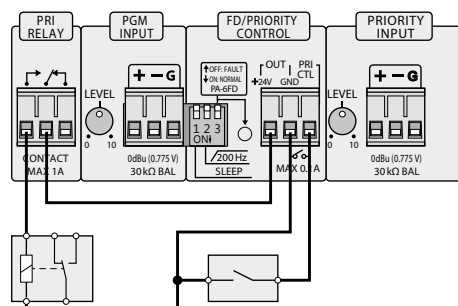 PRI
RELAY
PGM
INPUT
FD/PRIORITY
CONTROL
PRIORITY
INPUT
↑OFF: FAULT
↓ON: NORMAL
PA-6FD
OUT
PRI
CTL
+24V
GND
LEVEL
0 10
+ − G
1 2 3
ON↓
LEVEL
0 10
+ − G
CONTACT
MAX 1A
0dBu (0.775 V)
30 kΩ BAL
200 Hz
SLEEP
MAX 0.1A
0dBu (0.775 V)
30 kΩ BAL